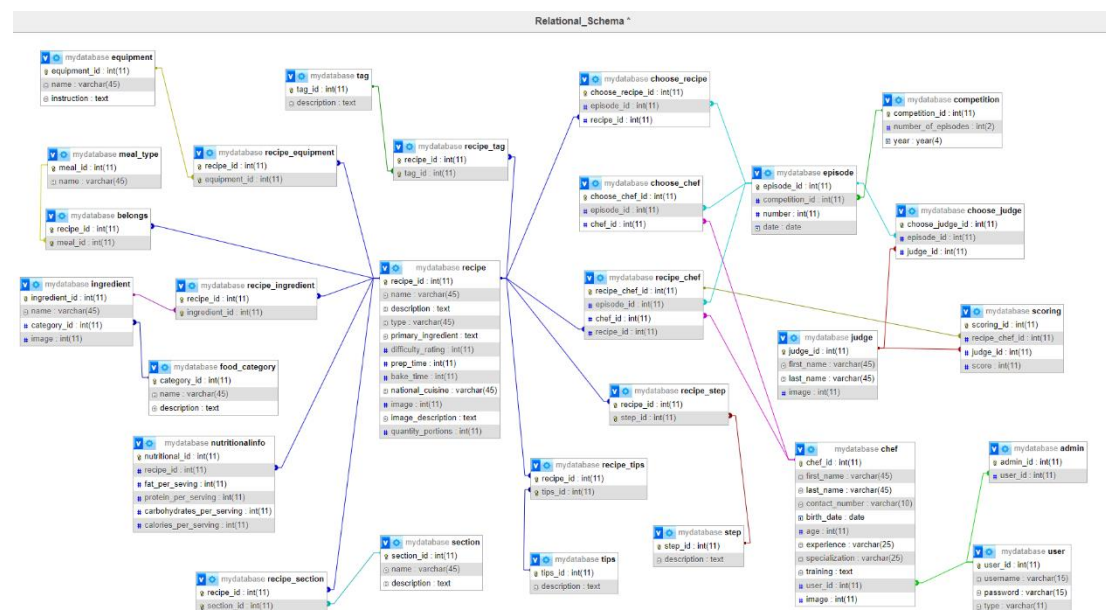 Relational_Schema *
mydatabase equipment
equipment_id : int(11)
name : varchar(45)
instruction : text
mydatabase tag
tag_id : int(11)
description : text
mydatabase choose_recipe
choose_recipe_id : int(11)
episode_id : int(11)
recipe_id : int(11)
mydatabase competition
competition_id : int(11)
number_of_episodes : int(2)
year : year(4)
mydatabase meal_type
meal_id : int(11)
name : varchar(45)
mydatabase recipe_equipment
recipe_id : int(11)
equipment_id : int(11)
mydatabase recipe_tag
recipe_id : int(11)
tag_id : int(11)
mydatabase choose_chef
choose_chef_id : int(11)
episode_id : int(11)
chef_id : int(11)
mydatabase episode
episode_id : int(11)
competition_id : int(11)
number : int(11)
date : date
mydatabase choose_judge
choose_judge_id : int(11)
episode_id : int(11)
judge_id : int(11)
mydatabase belongs
recipe_id : int(11)
meal_id : int(11)
mydatabase ingredient
ingredient_id : int(11)
name : varchar(45)
category_id : int(11)
image : int(11)
mydatabase recipe_ingredient
recipe_id : int(11)
ingredient_id : int(11)
mydatabase recipe
recipe_id : int(11)
name : varchar(45)
description : text
type : varchar(45)
primary_ingredient : text
difficulty_rating : int(11)
prep_time : int(11)
bake_time : int(11)
national_cuisine : varchar(45)
image : int(11)
image_description : text
quantity_portions : int(11)
mydatabase recipe_chef
recipe_chef_id : int(11)
episode_id : int(11)
chef_id : int(11)
recipe_id : int(11)
mydatabase scoring
scoring_id : int(11)
recipe_chef_id : int(11)
judge_id : int(11)
score : int(11)
mydatabase judge
judge_id : int(11)
first_name : varchar(45)
last_name : varchar(45)
image : int(11)
mydatabase food_category
category_id : int(11)
name : varchar(45)
description : text
mydatabase recipe_step
recipe_id : int(11)
step_id : int(11)
mydatabase nutritionalinfo
nutritional_id : int(11)
recipe_id : int(11)
fat_per_seving : int(11)
protein_per_serving : int(11)
carbohydrates_per_serving : int(11)
calories_per_serving : int(11)
mydatabase recipe_tips
recipe_id : int(11)
tips_id : int(11)
mydatabase chef
chef_id : int(11)
first_name : varchar(45)
last_name : varchar(45)
contact_number : varchar(10)
birth_date : date
age : int(11)
experience : varchar(25)
specialization : varchar(25)
training : text
user_id : int(11)
image : int(11)
mydatabase admin
admin_id : int(11)
user_id : int(11)
mydatabase section
section_id : int(11)
name : varchar(45)
description : text
mydatabase step
step_id : int(11)
description : text
mydatabase tips
tips_id : int(11)
description : text
mydatabase user
user_id : int(11)
username : varchar(15)
password : varchar(15)
type : varchar(11)
mydatabase recipe_section
recipe_id : int(11)
section_id : int(11)